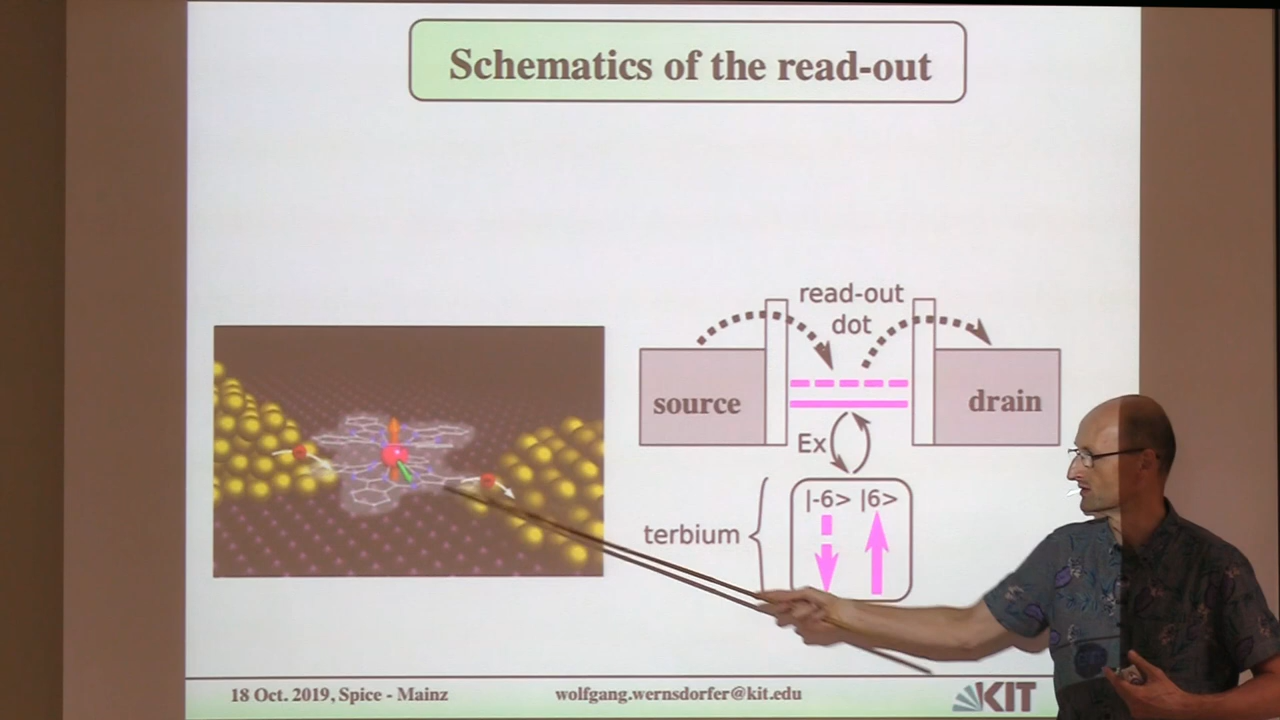 Schematics of the read-out
read-out
dot
source
drain
Ex
|-6> |6>
terbium
18 Oct. 2019, Spice - Mainz
wolfgang.wernsdorfer@kit.edu
KIT